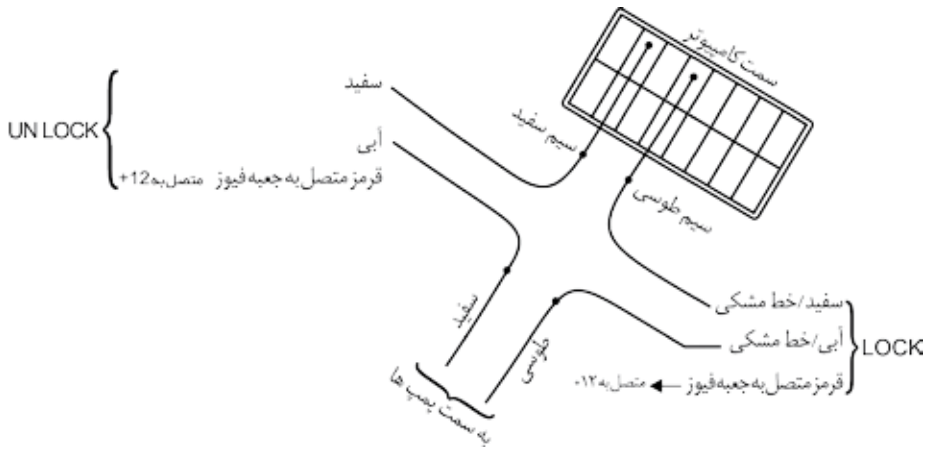 سمت کامپیوتر
سفید
سیم سفید
UN LOCK
آبی
قرمز متصل به جعبه فیوز متصل به 12+
سیم طوسی
سفید/خط مشکی
سفید
طوسی
آبی/خط مشکی
LOCK
قرمز متصل به جعبه فیوز متصل به ۱۲+
به سمت پمپ ها